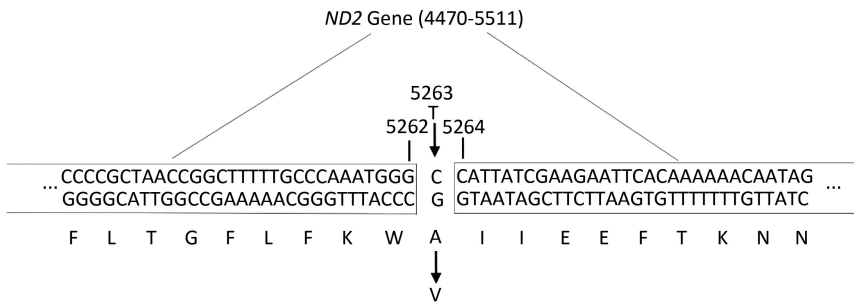 ND2 Gene (4470-5511)
5263
T
5262 5264
... CCCCGCTAACCGGCTTTTTGCCCAAATGGG C CATTATCGAAGAATTCACAAAAAACAATAG ...
GGGGCATTGGCCGAAAAACGGGTTTACCC G GTAATAGCTTCTTAAGTGTTTTTTTGTTATC
F L T G F L F K W A I I E E F T K N N
V